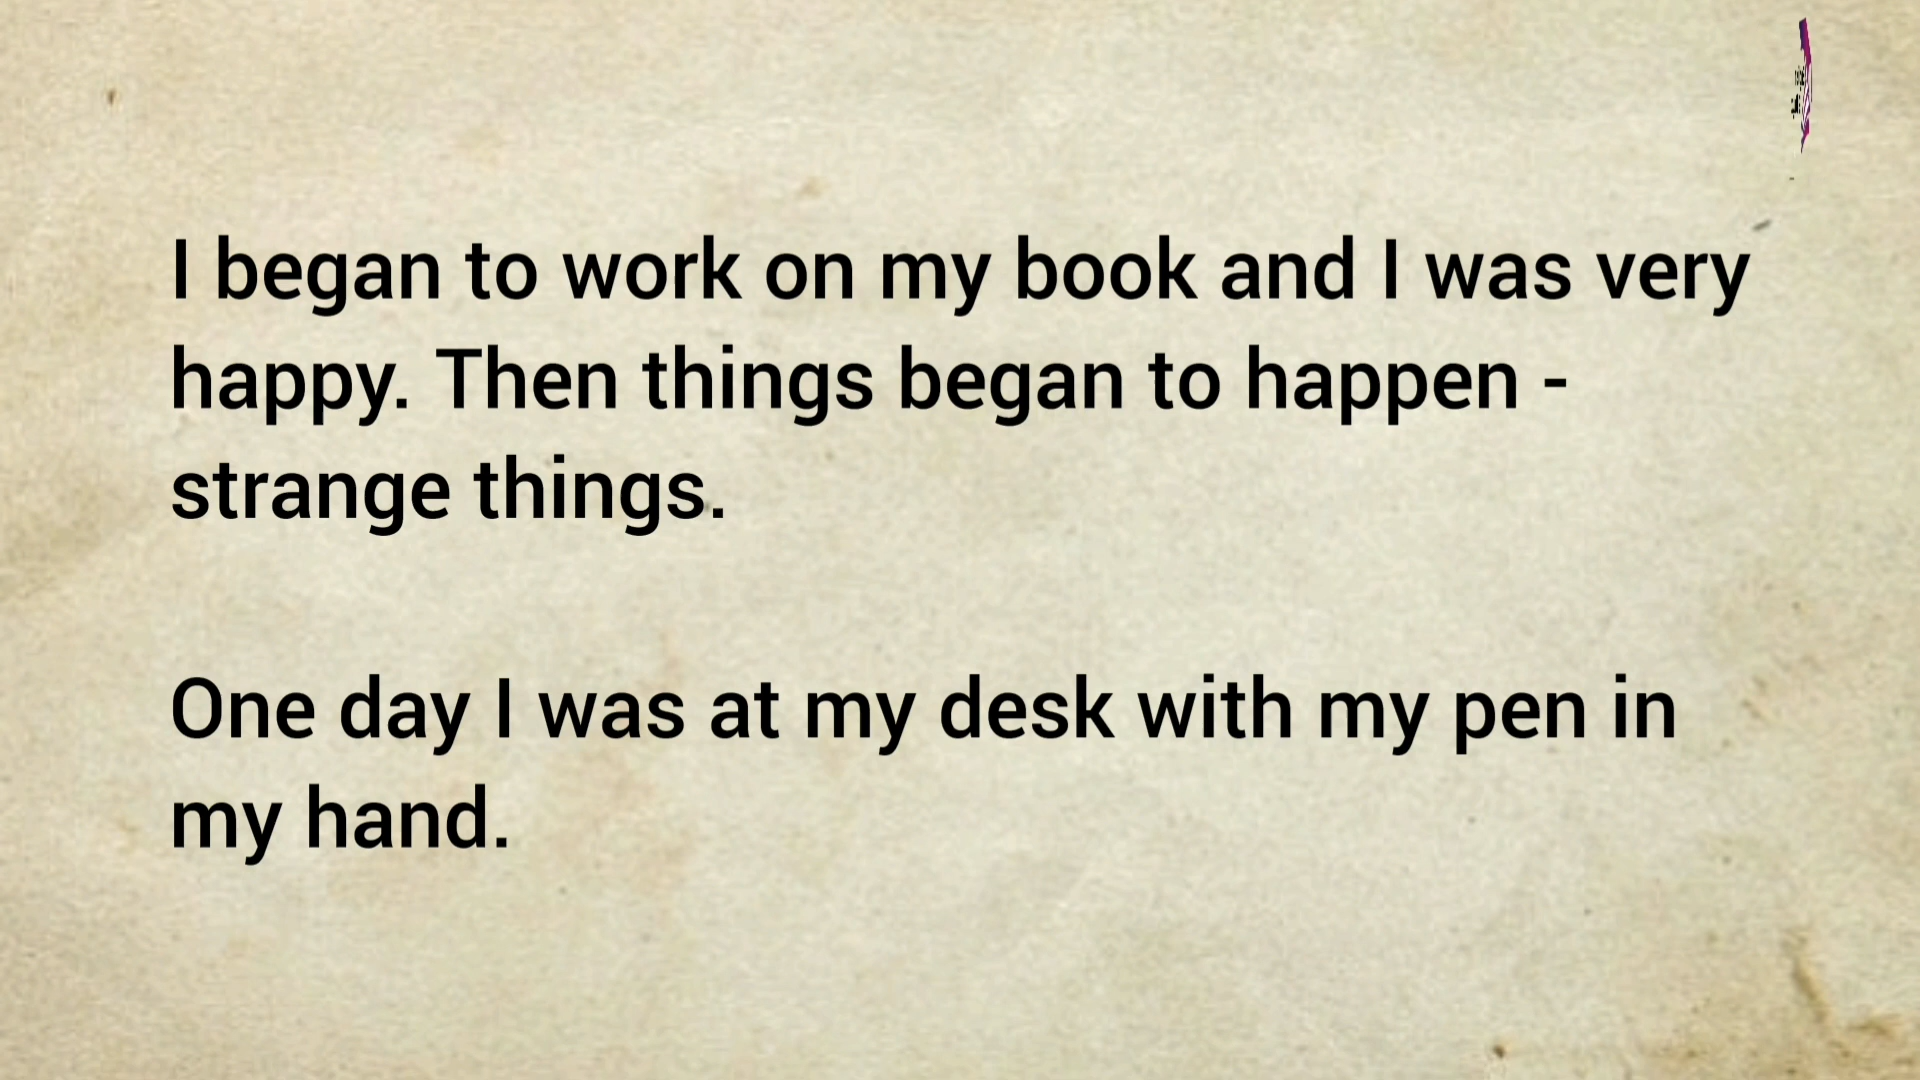 I began to work on my book and I was very
happy. Then things began to happen -
strange things.
One day I was at my desk with my pen in
my hand.